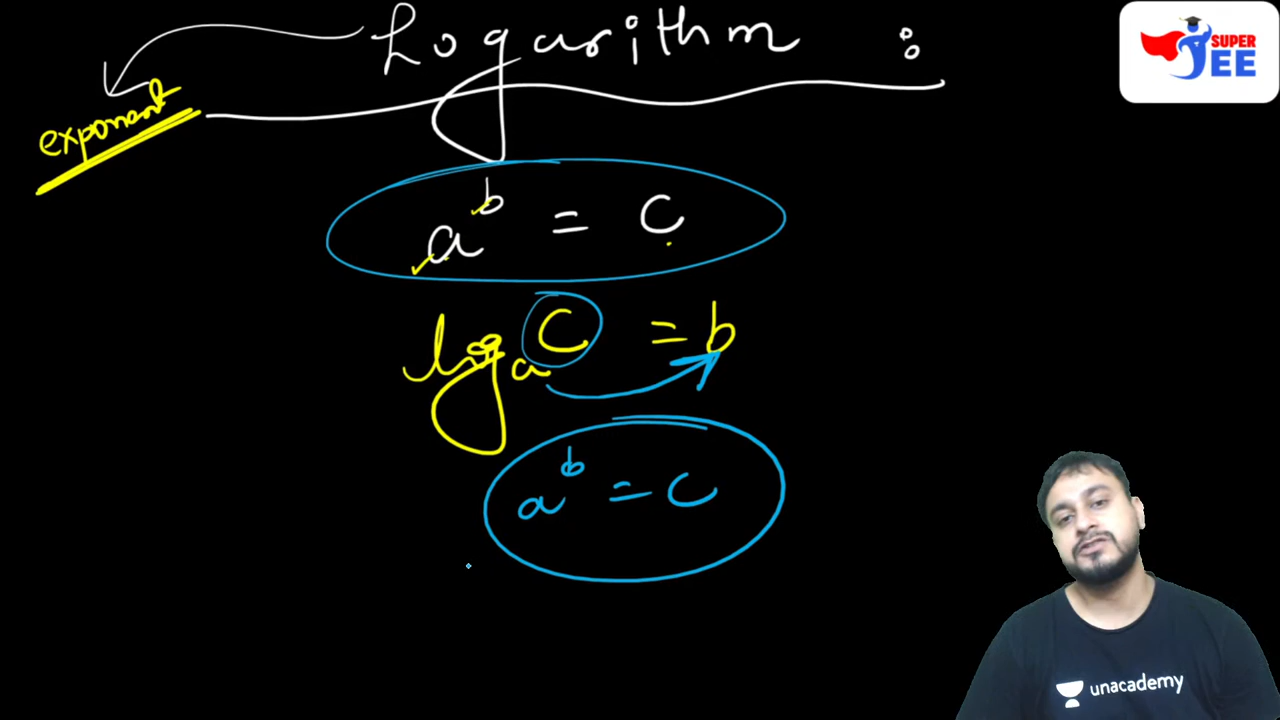 Logarithm :
SUPER
JEE
exponent
a^b = c
log_a C = b
a^b = c
unacademy